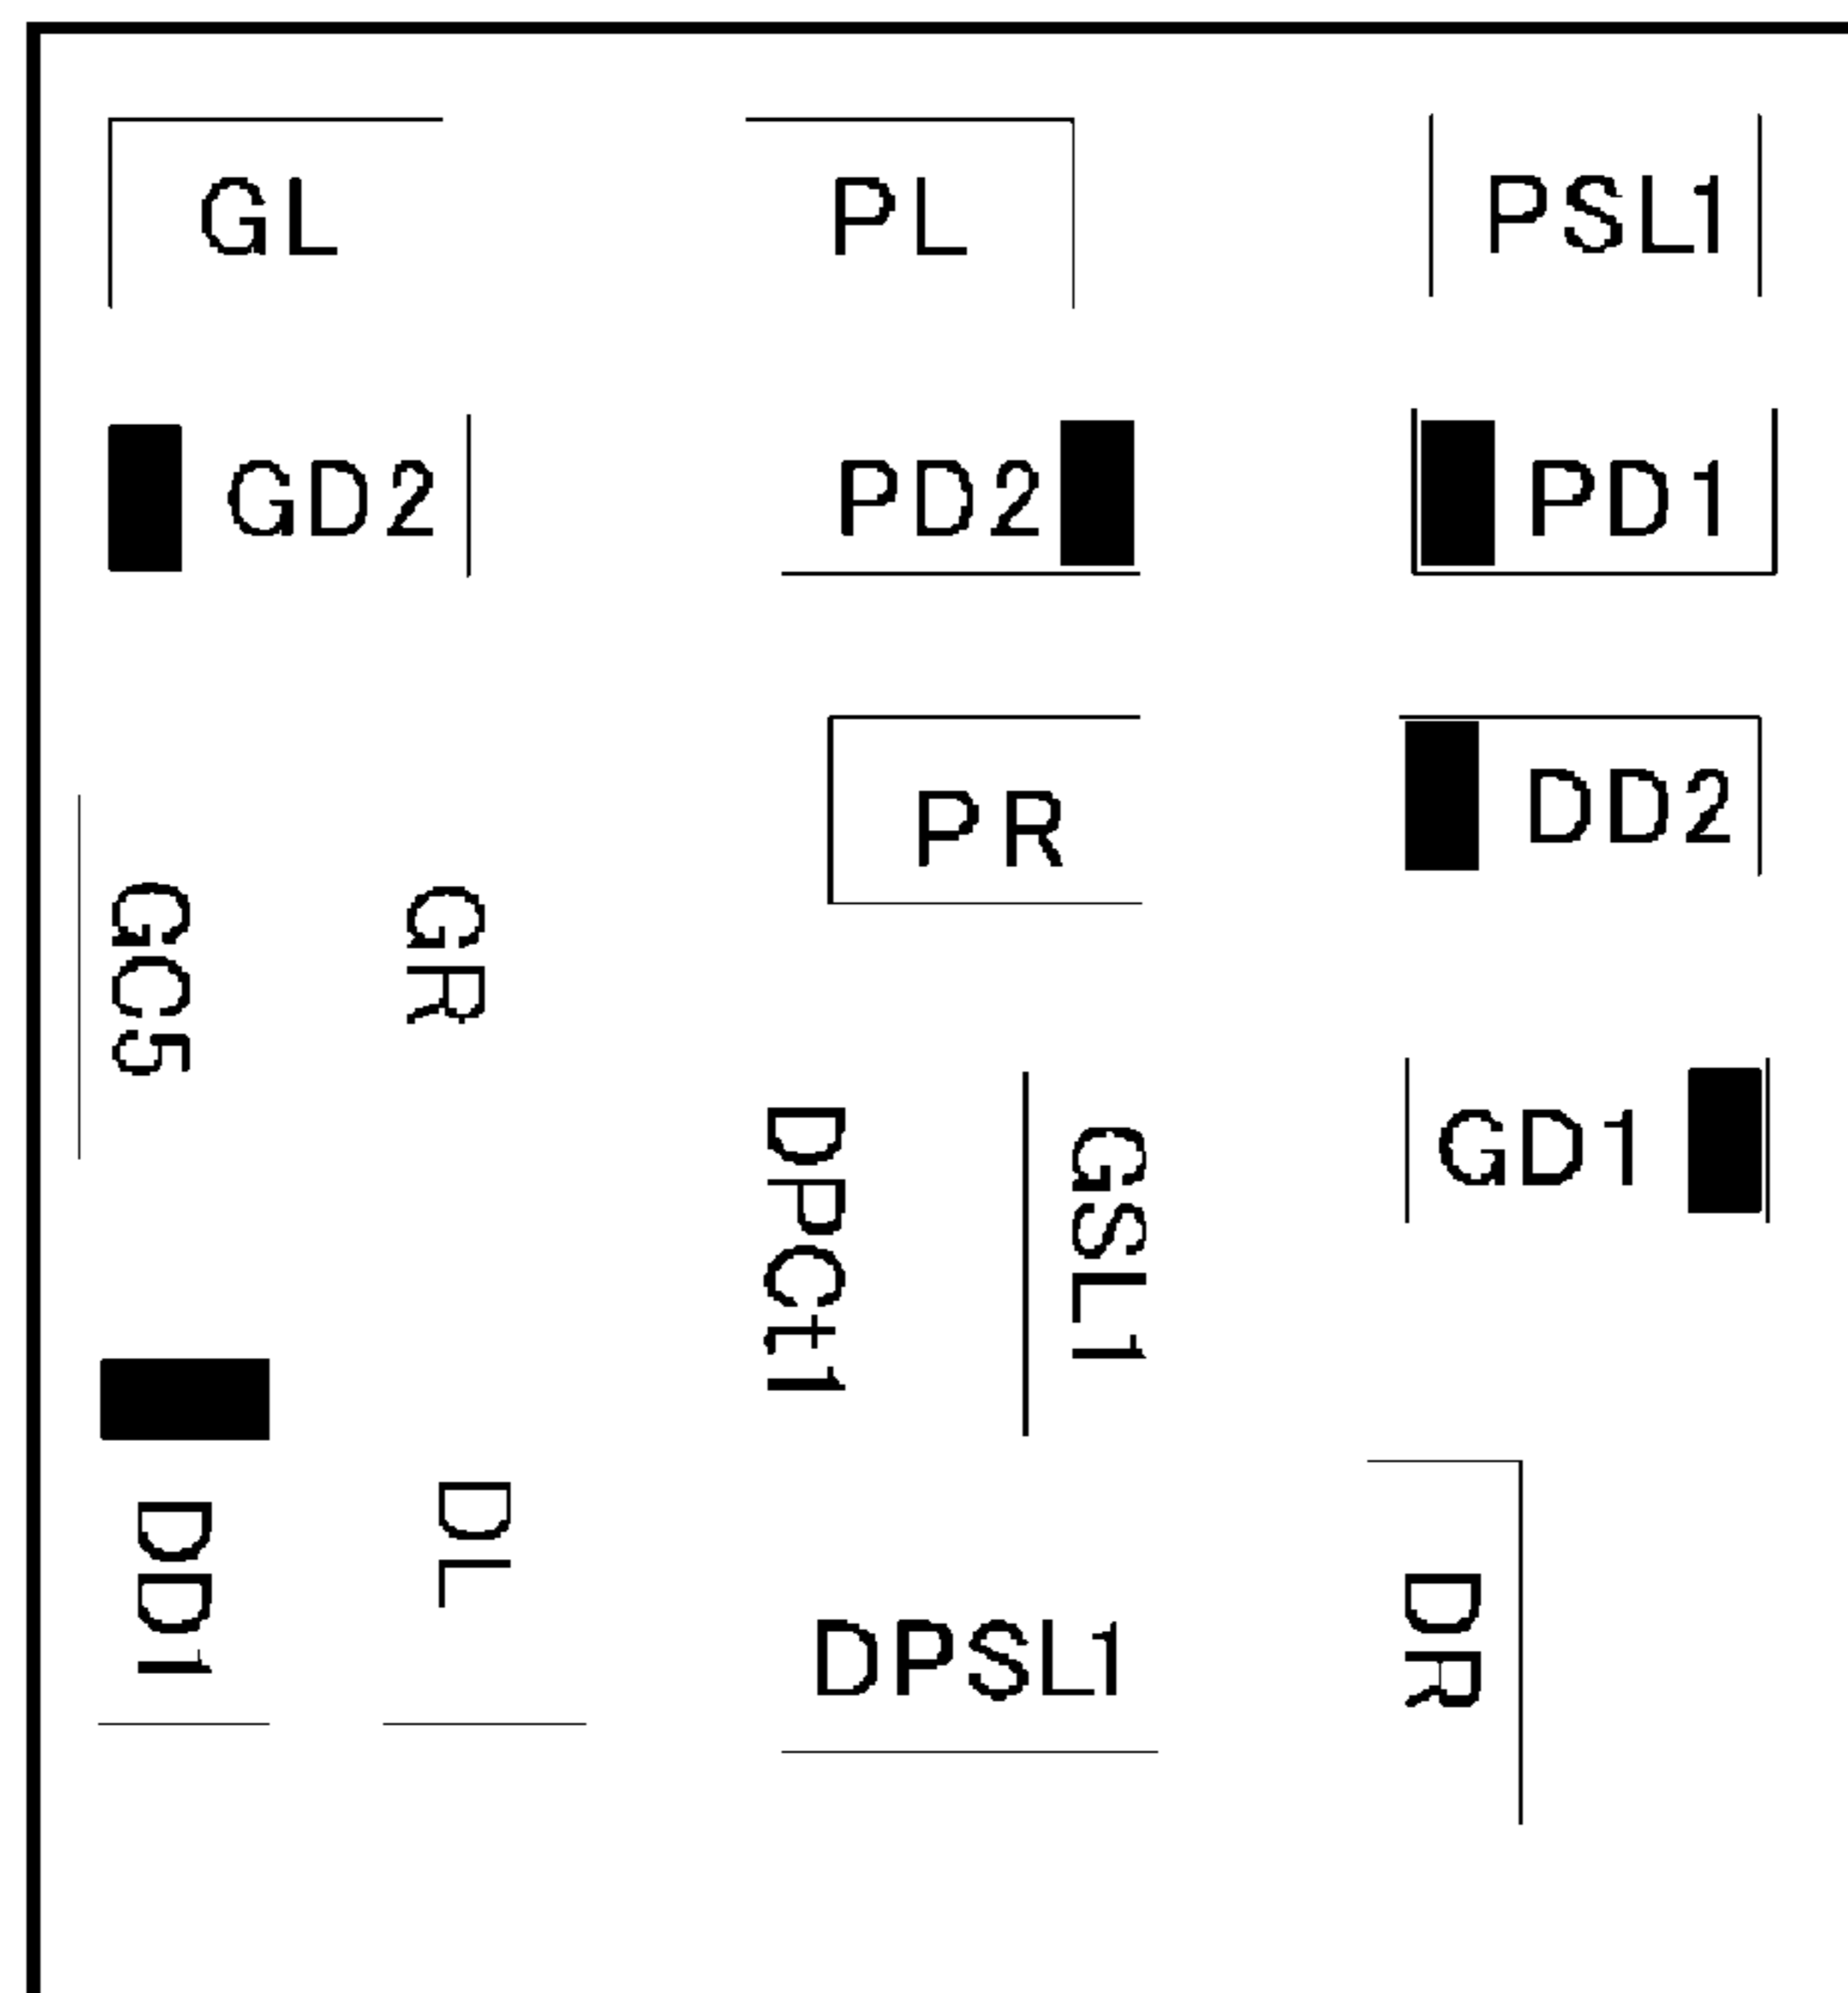 GL
PL
PSL1
GD2
PD2
PD1
PR
DD2
GC5
GR
DPCt1
GSL1
GD1
DD1
DL
DPSL1
DR